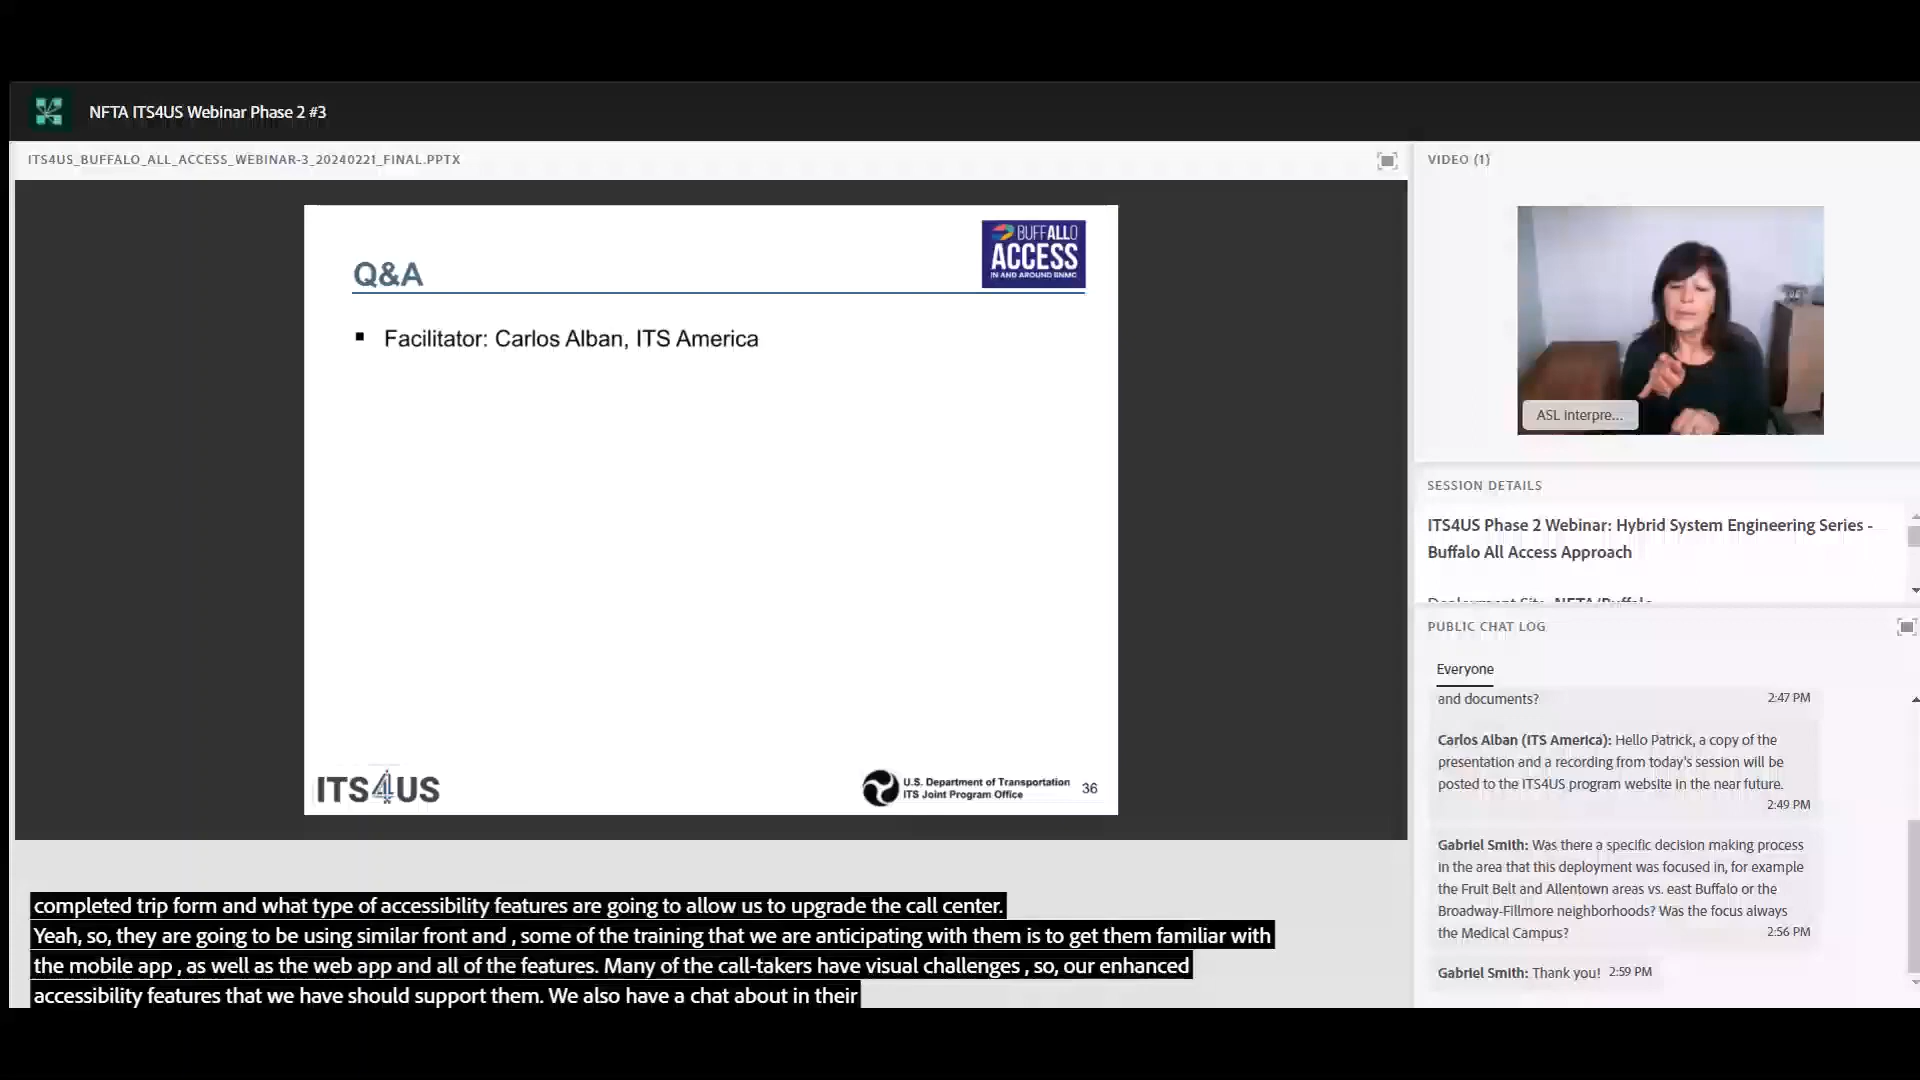 NFTA ITS4US Webinar Phase 2 #3
ITS4US_BUFFALO_ALL_ACCESS_WEBINAR-3_20240221_FINAL.PPTX
BUFFALLO
ACCESS
IN AND AROUND BNMC
Q&A
▪ Facilitator: Carlos Alban, ITS America
ITS4US
U.S. Department of Transportation
ITS Joint Program Office
36
completed trip form and what type of accessibility features are going to allow us to upgrade the call center.
Yeah, so, they are going to be using similar front and , some of the training that we are anticipating with them is to get them familiar with
the mobile app , as well as the web app and all of the features. Many of the call-takers have visual challenges , so, our enhanced
accessibility features that we have should support them. We also have a chat about in their
VIDEO (1)
ASL interpre...
SESSION DETAILS
ITS4US Phase 2 Webinar: Hybrid System Engineering Series -
Buffalo All Access Approach
Deployment Site: NFTA/Buffalo
PUBLIC CHAT LOG
Everyone
and documents? 2:47 PM
Carlos Alban (ITS America): Hello Patrick, a copy of the
presentation and a recording from today's session will be
posted to the ITS4US program website in the near future.
2:49 PM
Gabriel Smith: Was there a specific decision making process
in the area that this deployment was focused in, for example
the Fruit Belt and Allentown areas vs. east Buffalo or the
Broadway-Fillmore neighborhoods? Was the focus always
the Medical Campus? 2:56 PM
Gabriel Smith: Thank you! 2:59 PM